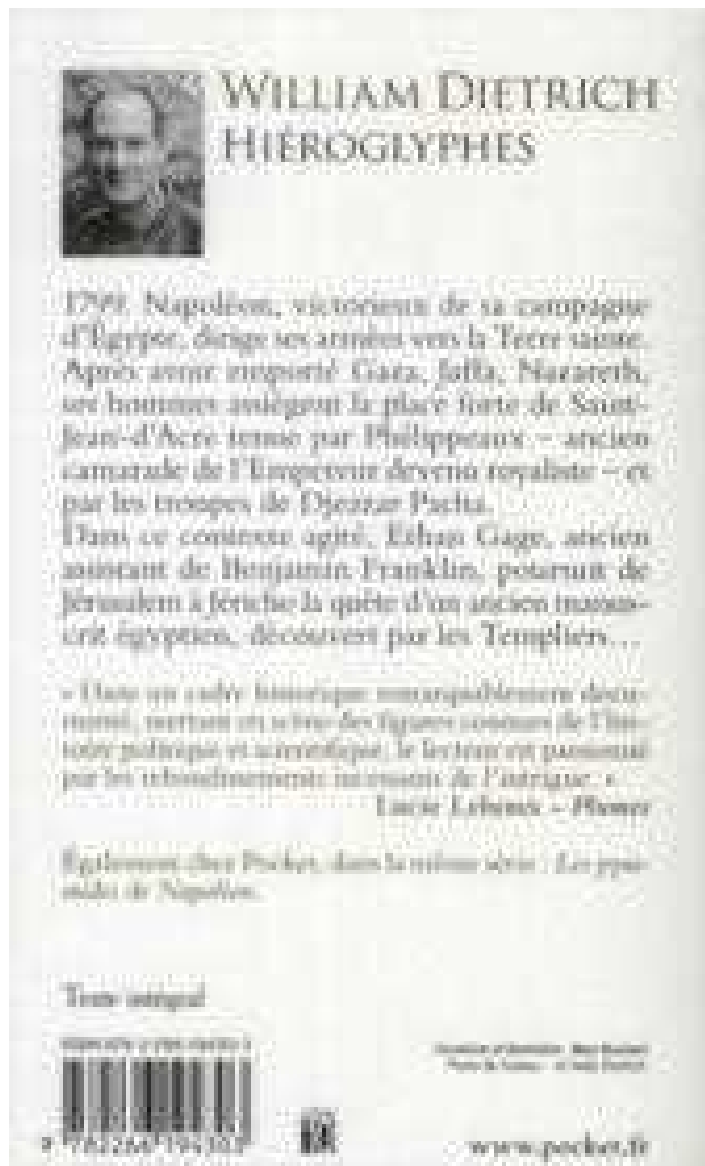 WILLIAM DIETRICH
HIÉROGLYPHES
1799. Napoléon, victorieux de sa campagne
d'Égypte, dirige ses armées vers la Terre sainte.
Après avoir emporté Gaza, Jaffa, Nazareth,
ses hommes assiègent la place forte de Saint-
Jean-d'Acre tenue par Philippeaux – ancien
camarade de l'Empereur devenu royaliste – et
par les troupes de Djezzar Pacha.
Dans ce contexte agité, Ethan Gage, ancien
assistant de Benjamin Franklin, poursuit de
Jérusalem à Jéricho la quête d'un ancien manus-
crit égyptien, découvert par les Templiers...
« Dans un cadre historique remarquablement docu-
menté, mettant en scène des figures connues de l'his-
toire politique et scientifique, le lecteur est passionné
par les rebondissements incessants de l'intrigue. »
Lucie
Également chez Pocket, dans la même série : Les pyra-
mides de Napoléon.
Texte intégral
www.pocket.fr